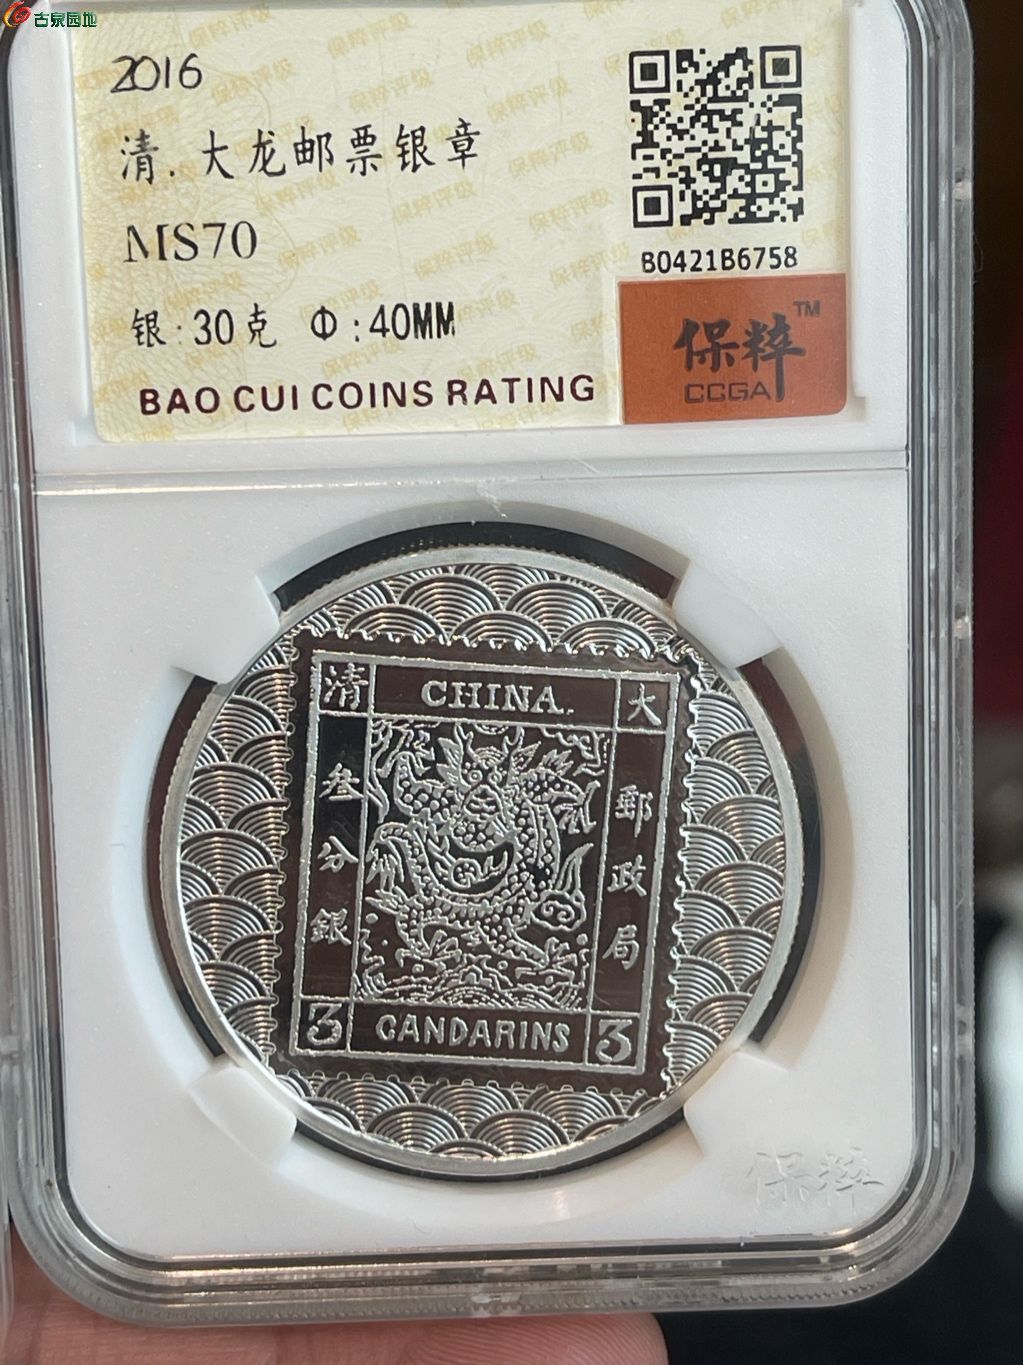 古泉园地
2016
清.大龙邮票银章
MS70
银:30克 Φ:40MM
BAO CUI COINS RATING
B0421B6758
保粹™
CCGA
清 CHINA. 大
叁分銀
郵政局
3 CANDARINS 3
保粹